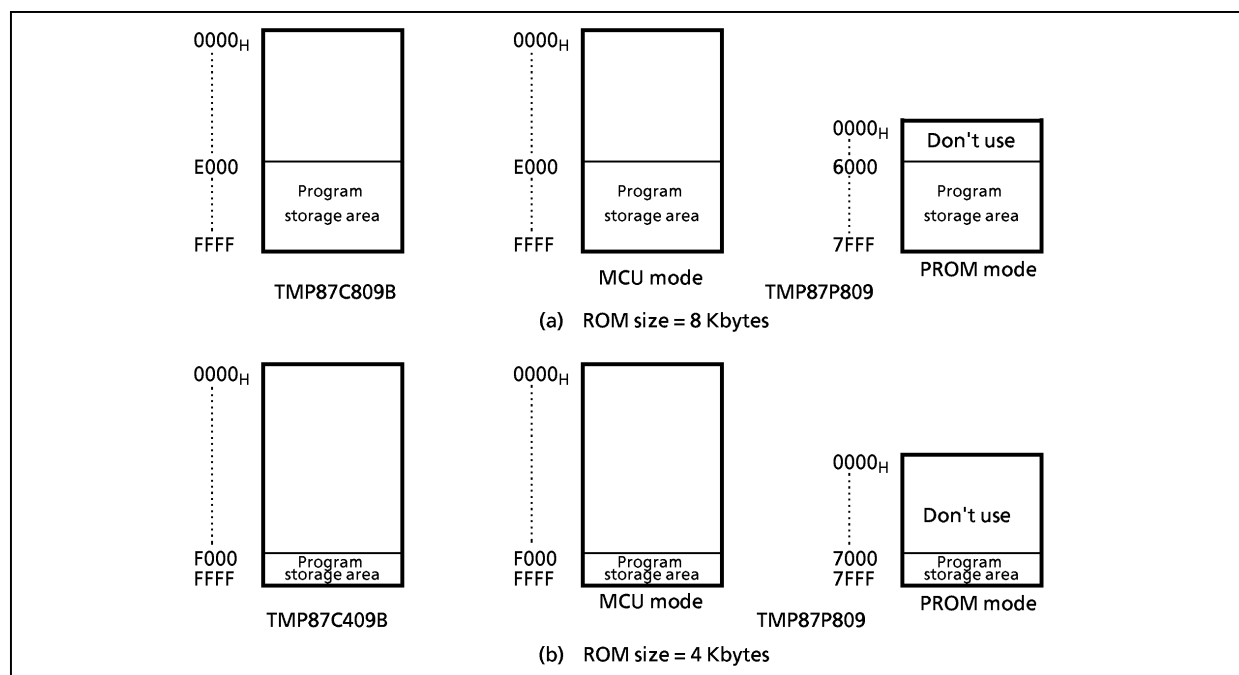 0000H 0000H
0000H Don't use
E000 E000 6000
Program Program Program
storage area storage area storage area
FFFF FFFF 7FFF
MCU mode PROM mode
TMP87C809B TMP87P809
(a) ROM size = 8 Kbytes
0000H 0000H
0000H
Don't use
F000 Program F000 Program 7000 Program
FFFF storage area FFFF storage area 7FFF storage area
MCU mode PROM mode
TMP87C409B TMP87P809
(b) ROM size = 4 Kbytes